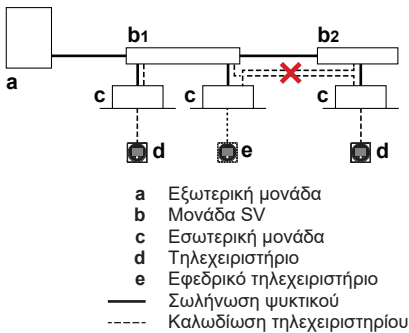 b1 b2
a
c c c
d e d
a Εξωτερική μονάδα
b Μονάδα SV
c Εσωτερική μονάδα
d Τηλεχειριστήριο
e Εφεδρικό τηλεχειριστήριο
Σωλήνωση ψυκτικού
Καλωδίωση τηλεχειριστηρίου